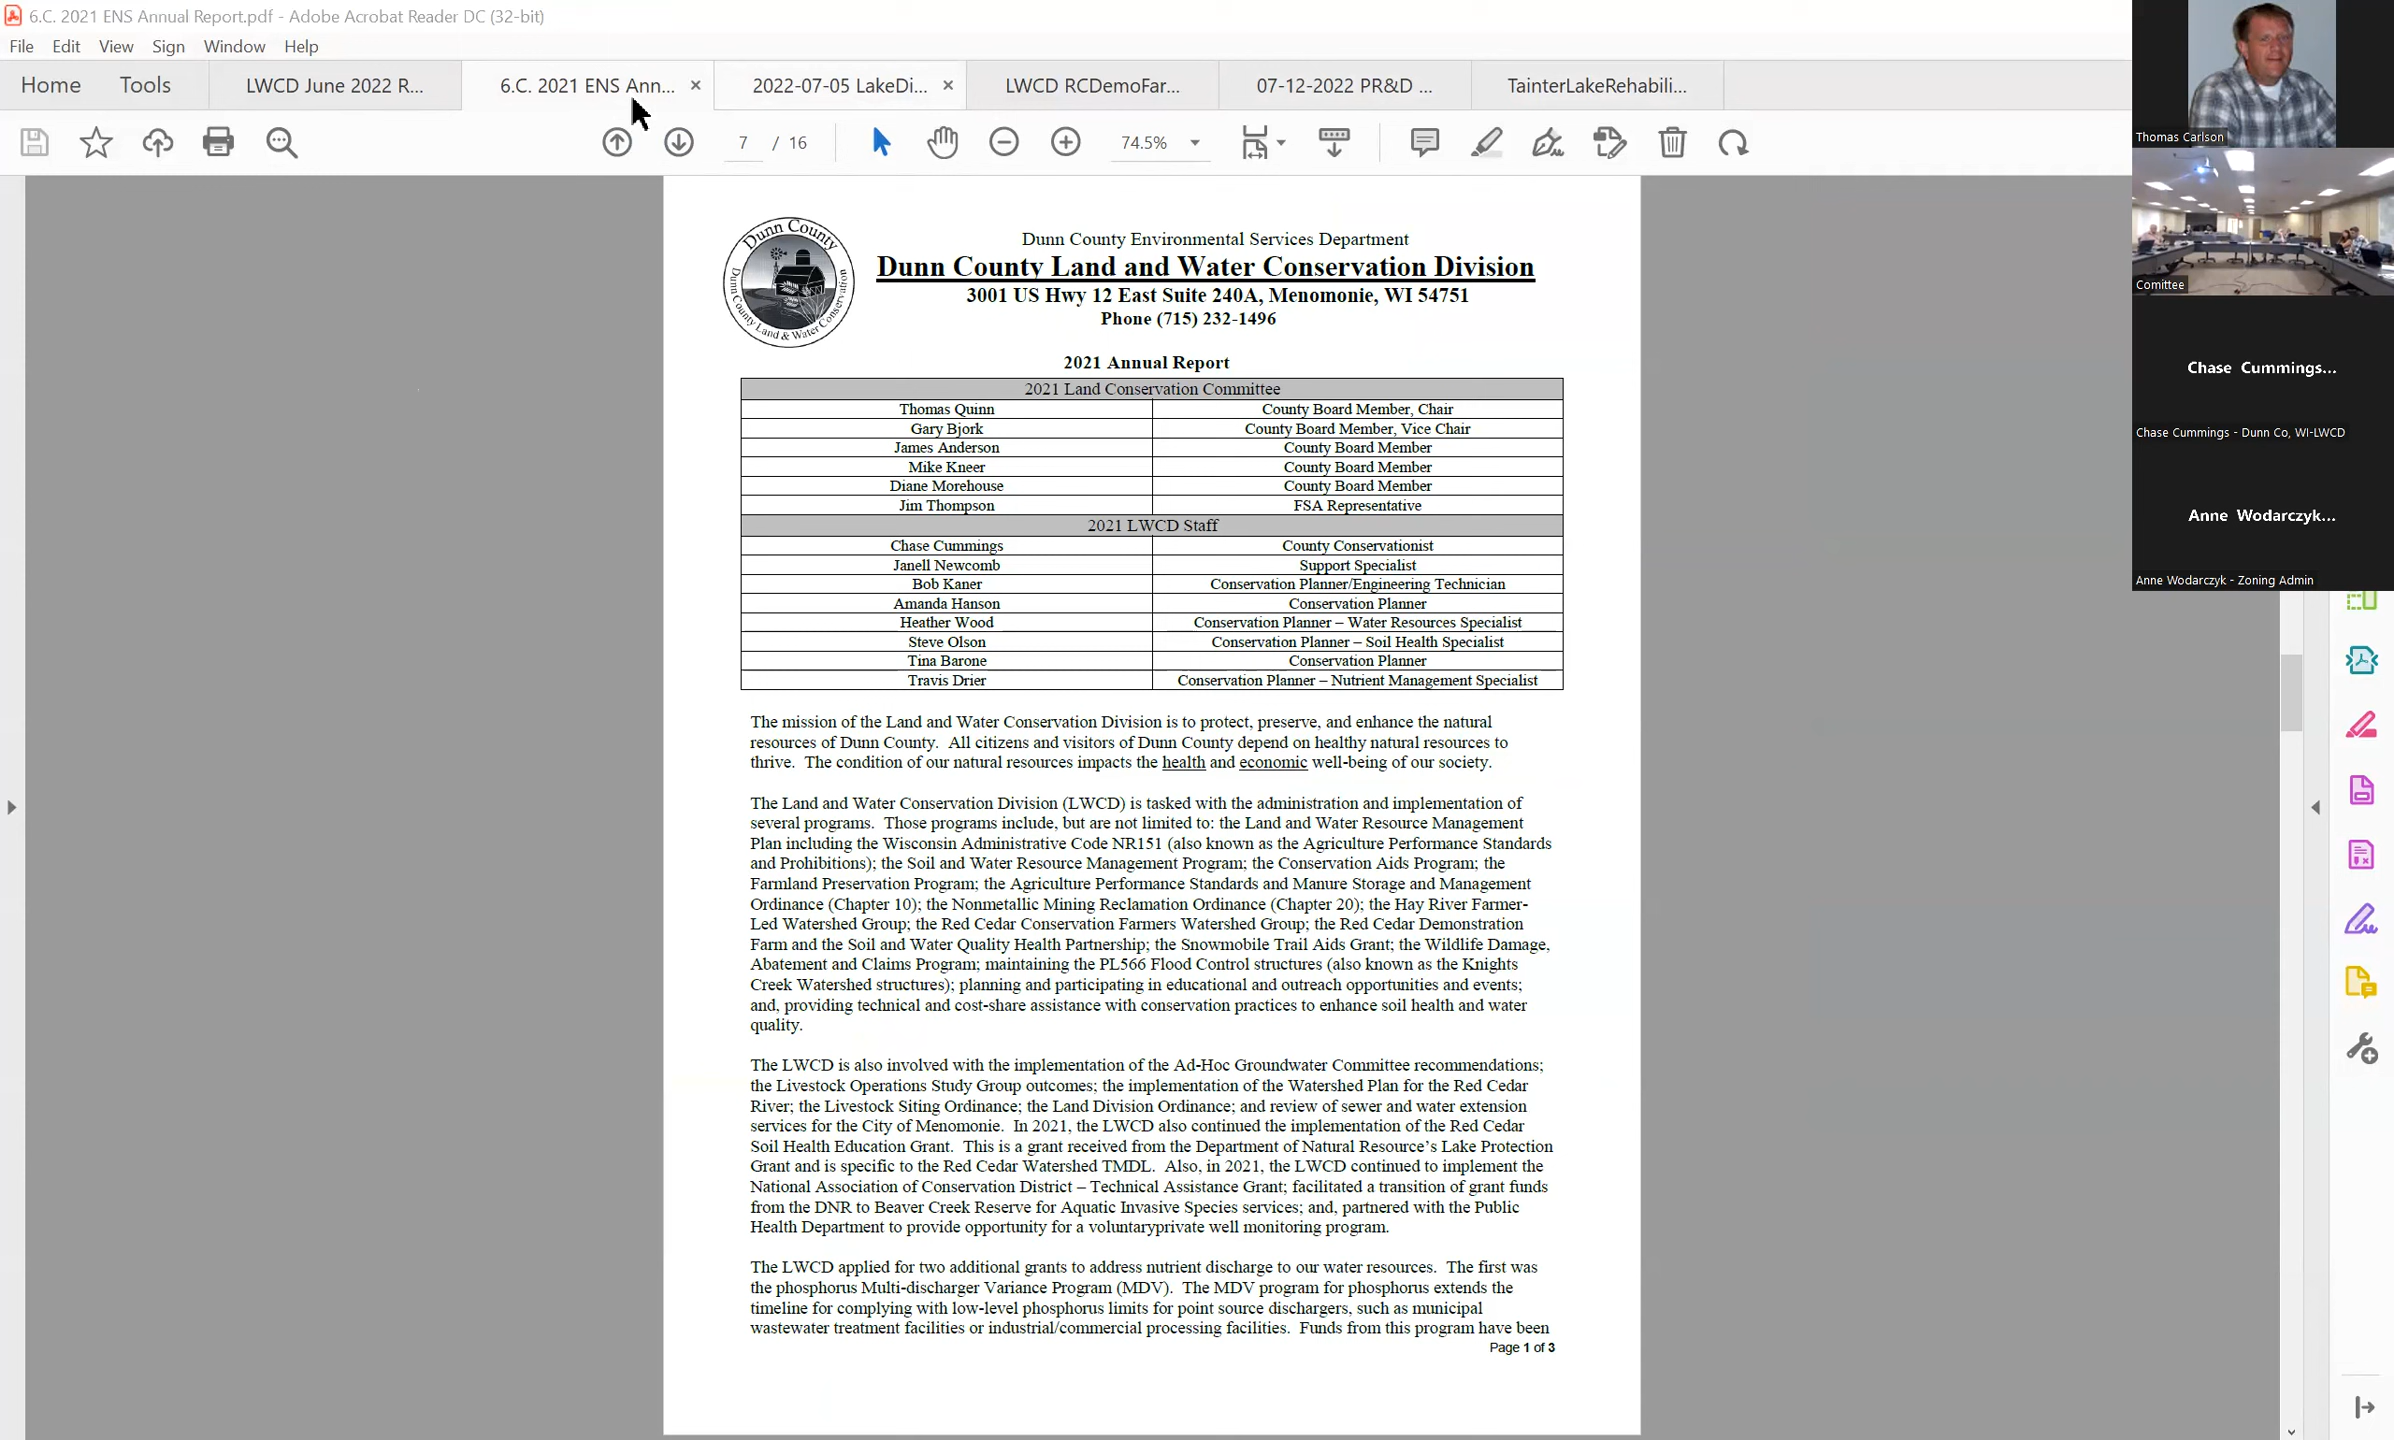 6.C. 2021 ENS Annual Report.pdf - Adobe Acrobat Reader DC (32-bit)
File Edit View Sign Window Help
Home Tools LWCD June 2022 R... 6.C. 2021 ENS Ann... × 2022-07-05 LakeDi... × LWCD RCDemoFar... 07-12-2022 PR&D ... TainterLakeRehabili...
7 / 16 74.5%
Thomas Carlson
Comittee
Chase Cummings...
Chase Cummings - Dunn Co, WI-LWCD
Anne Wodarczyk...
Anne Wodarczyk - Zoning Admin
Dunn County
Dunn County Land & Water Conservation
Dunn County Environmental Services Department
Dunn County Land and Water Conservation Division
3001 US Hwy 12 East Suite 240A, Menomonie, WI 54751
Phone (715) 232-1496
2021 Annual Report
2021 Land Conservation Committee
Thomas Quinn County Board Member, Chair
Gary Bjork County Board Member, Vice Chair
James Anderson County Board Member
Mike Kneer County Board Member
Diane Morehouse County Board Member
Jim Thompson FSA Representative
2021 LWCD Staff
Chase Cummings County Conservationist
Janell Newcomb Support Specialist
Bob Kaner Conservation Planner/Engineering Technician
Amanda Hanson Conservation Planner
Heather Wood Conservation Planner – Water Resources Specialist
Steve Olson Conservation Planner – Soil Health Specialist
Tina Barone Conservation Planner
Travis Drier Conservation Planner – Nutrient Management Specialist
The mission of the Land and Water Conservation Division is to protect, preserve, and enhance the natural
resources of Dunn County. All citizens and visitors of Dunn County depend on healthy natural resources to
thrive. The condition of our natural resources impacts the health and economic well-being of our society.
The Land and Water Conservation Division (LWCD) is tasked with the administration and implementation of
several programs. Those programs include, but are not limited to: the Land and Water Resource Management
Plan including the Wisconsin Administrative Code NR151 (also known as the Agriculture Performance Standards
and Prohibitions); the Soil and Water Resource Management Program; the Conservation Aids Program; the
Farmland Preservation Program; the Agriculture Performance Standards and Manure Storage and Management
Ordinance (Chapter 10); the Nonmetallic Mining Reclamation Ordinance (Chapter 20); the Hay River Farmer-
Led Watershed Group; the Red Cedar Conservation Farmers Watershed Group; the Red Cedar Demonstration
Farm and the Soil and Water Quality Health Partnership; the Snowmobile Trail Aids Grant; the Wildlife Damage,
Abatement and Claims Program; maintaining the PL566 Flood Control structures (also known as the Knights
Creek Watershed structures); planning and participating in educational and outreach opportunities and events;
and, providing technical and cost-share assistance with conservation practices to enhance soil health and water
quality.
The LWCD is also involved with the implementation of the Ad-Hoc Groundwater Committee recommendations;
the Livestock Operations Study Group outcomes; the implementation of the Watershed Plan for the Red Cedar
River; the Livestock Siting Ordinance; the Land Division Ordinance; and review of sewer and water extension
services for the City of Menomonie. In 2021, the LWCD also continued the implementation of the Red Cedar
Soil Health Education Grant. This is a grant received from the Department of Natural Resource's Lake Protection
Grant and is specific to the Red Cedar Watershed TMDL. Also, in 2021, the LWCD continued to implement the
National Association of Conservation District – Technical Assistance Grant; facilitated a transition of grant funds
from the DNR to Beaver Creek Reserve for Aquatic Invasive Species services; and, partnered with the Public
Health Department to provide opportunity for a voluntaryprivate well monitoring program.
The LWCD applied for two additional grants to address nutrient discharge to our water resources. The first was
the phosphorus Multi-discharger Variance Program (MDV). The MDV program for phosphorus extends the
timeline for complying with low-level phosphorus limits for point source dischargers, such as municipal
wastewater treatment facilities or industrial/commercial processing facilities. Funds from this program have been
Page 1 of 3